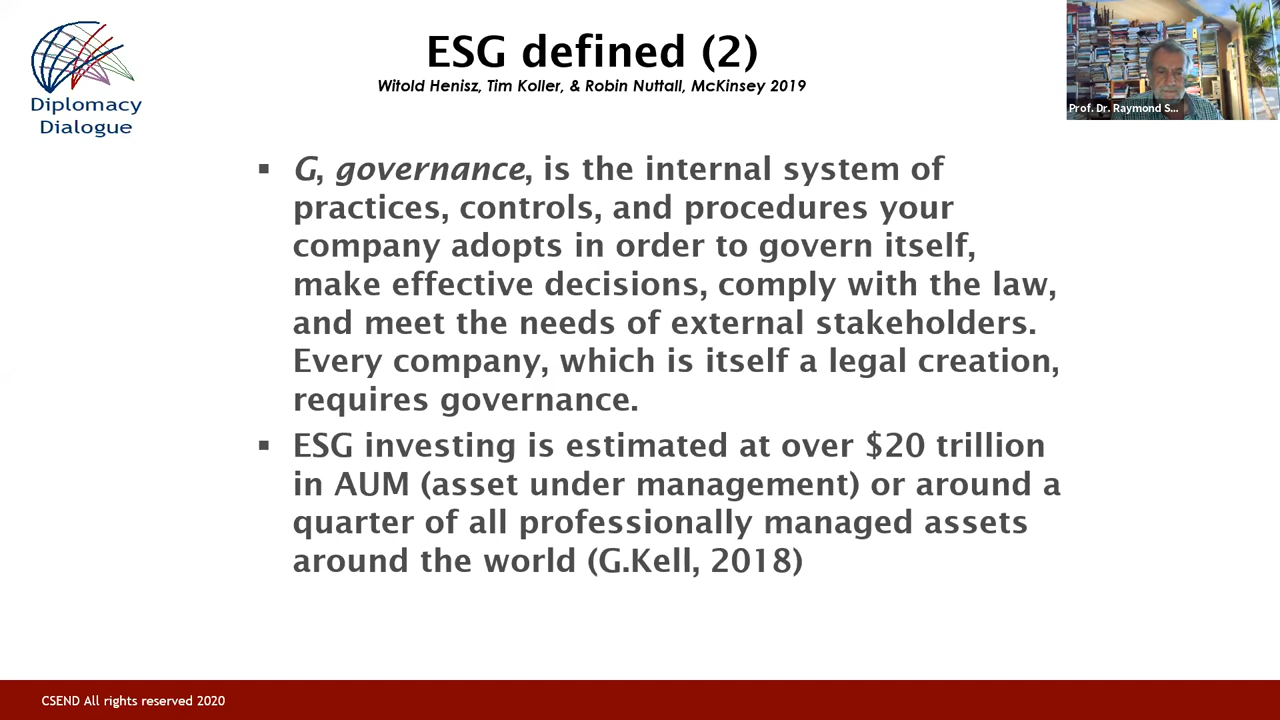 Diplomacy
Dialogue
ESG defined (2)
Witold Henisz, Tim Koller, & Robin Nuttall, McKinsey 2019
Prof. Dr. Raymond S...
▪ G, governance, is the internal system of
practices, controls, and procedures your
company adopts in order to govern itself,
make effective decisions, comply with the law,
and meet the needs of external stakeholders.
Every company, which is itself a legal creation,
requires governance.
▪ ESG investing is estimated at over $20 trillion
in AUM (asset under management) or around a
quarter of all professionally managed assets
around the world (G.Kell, 2018)
CSEND All rights reserved 2020